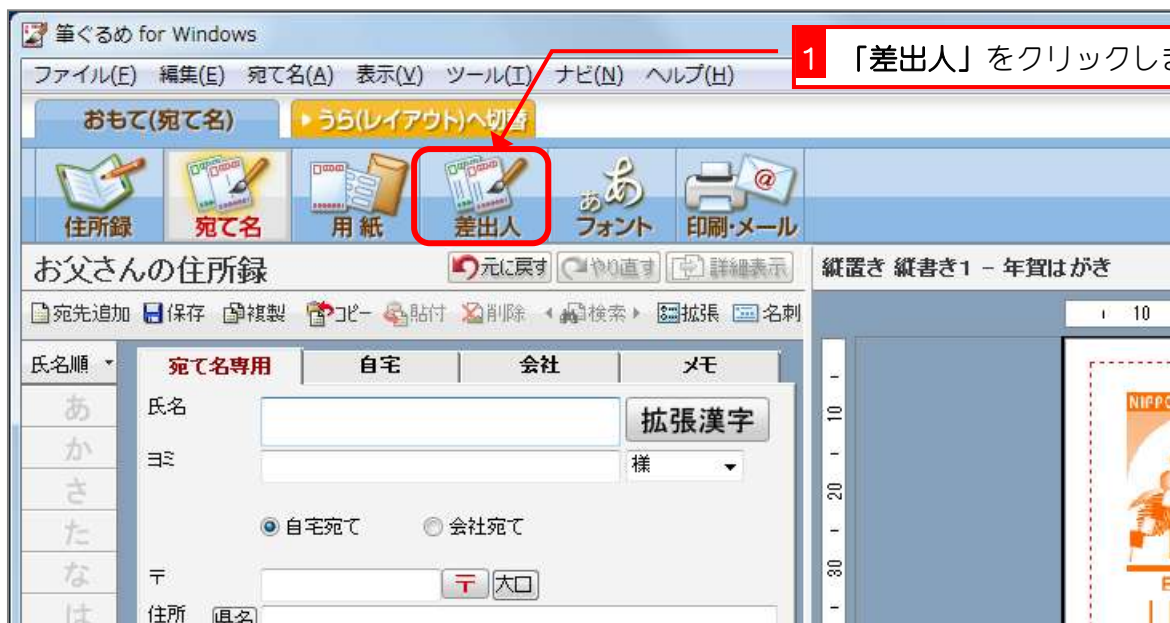 筆ぐるめ for Windows
1 「差出人」をクリックしま
ファイル(F) 編集(E) 宛て名(A) 表示(V) ツール(T) ナビ(N) ヘルプ(H)
おもて(宛て名) うら(レイアウト)へ切替
住所録 宛て名 用紙 差出人 フォント 印刷・メール
お父さんの住所録 元に戻す やり直す 詳細表示 縦置き 縦書き1 - 年賀はがき
宛先追加 保存 複製 コピー 貼付 削除 検索 拡張 名刺
10
氏名順 宛て名専用 自宅 会社 メモ
あ 氏名 拡張漢字 10
か ヨミ 様
さ 20
た 自宅宛て 会社宛て
な 〒 〒 大口 30
は 住所 県名